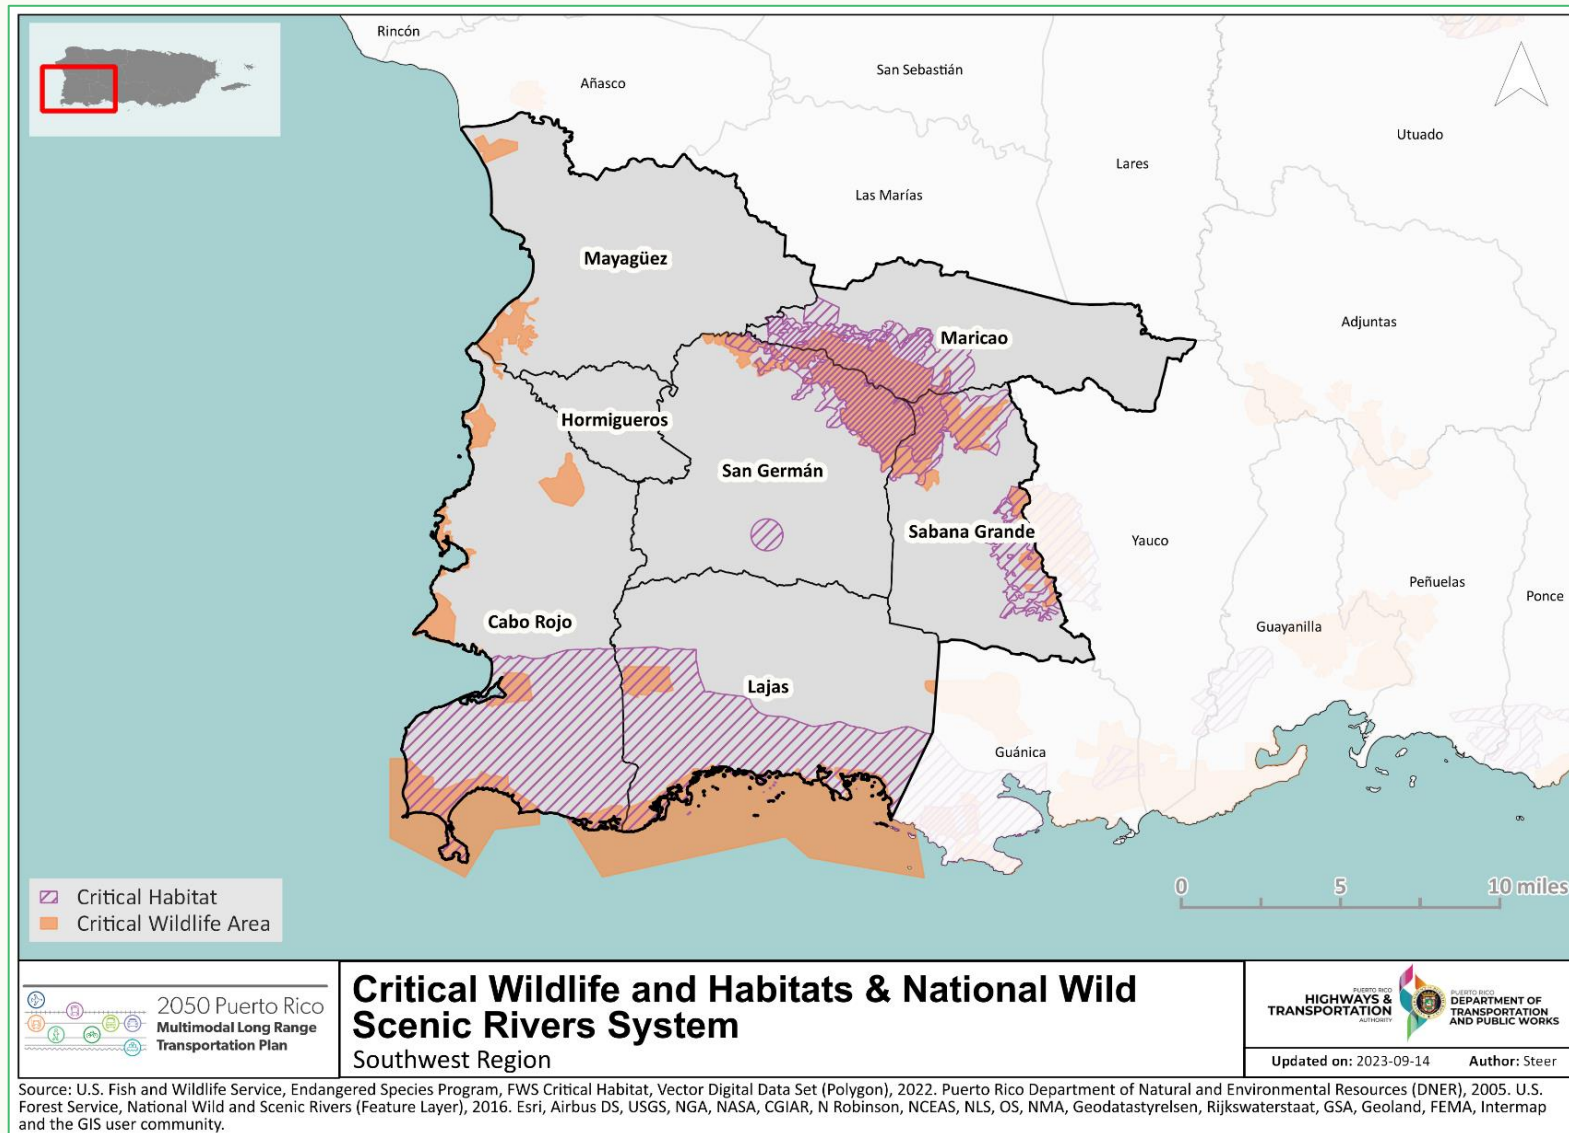 Rincón
Añasco
San Sebastián
Utuado
Lares
Las Marías
Mayagüez
Adjuntas
Maricao
Hormigueros
San Germán
Sabana Grande
Yauco
Peñuelas
Ponce
Cabo Rojo
Guayanilla
Lajas
Guánica
0 5 10 miles
Critical Habitat
Critical Wildlife Area
2050 Puerto Rico
Multimodal Long Range
Transportation Plan
Critical Wildlife and Habitats & National Wild
Scenic Rivers System
Southwest Region
PUERTO RICO
HIGHWAYS &
TRANSPORTATION
AUTHORITY
PUERTO RICO
DEPARTMENT OF
TRANSPORTATION
AND PUBLIC WORKS
Updated on: 2023-09-14 Author: Steer
Source: U.S. Fish and Wildlife Service, Endangered Species Program, FWS Critical Habitat, Vector Digital Data Set (Polygon), 2022. Puerto Rico Department of Natural and Environmental Resources (DNER), 2005. U.S.
Forest Service, National Wild and Scenic Rivers (Feature Layer), 2016. Esri, Airbus DS, USGS, NGA, NASA, CGIAR, N Robinson, NCEAS, NLS, OS, NMA, Geodatastyrelsen, Rijkswaterstaat, GSA, Geoland, FEMA, Intermap
and the GIS user community.